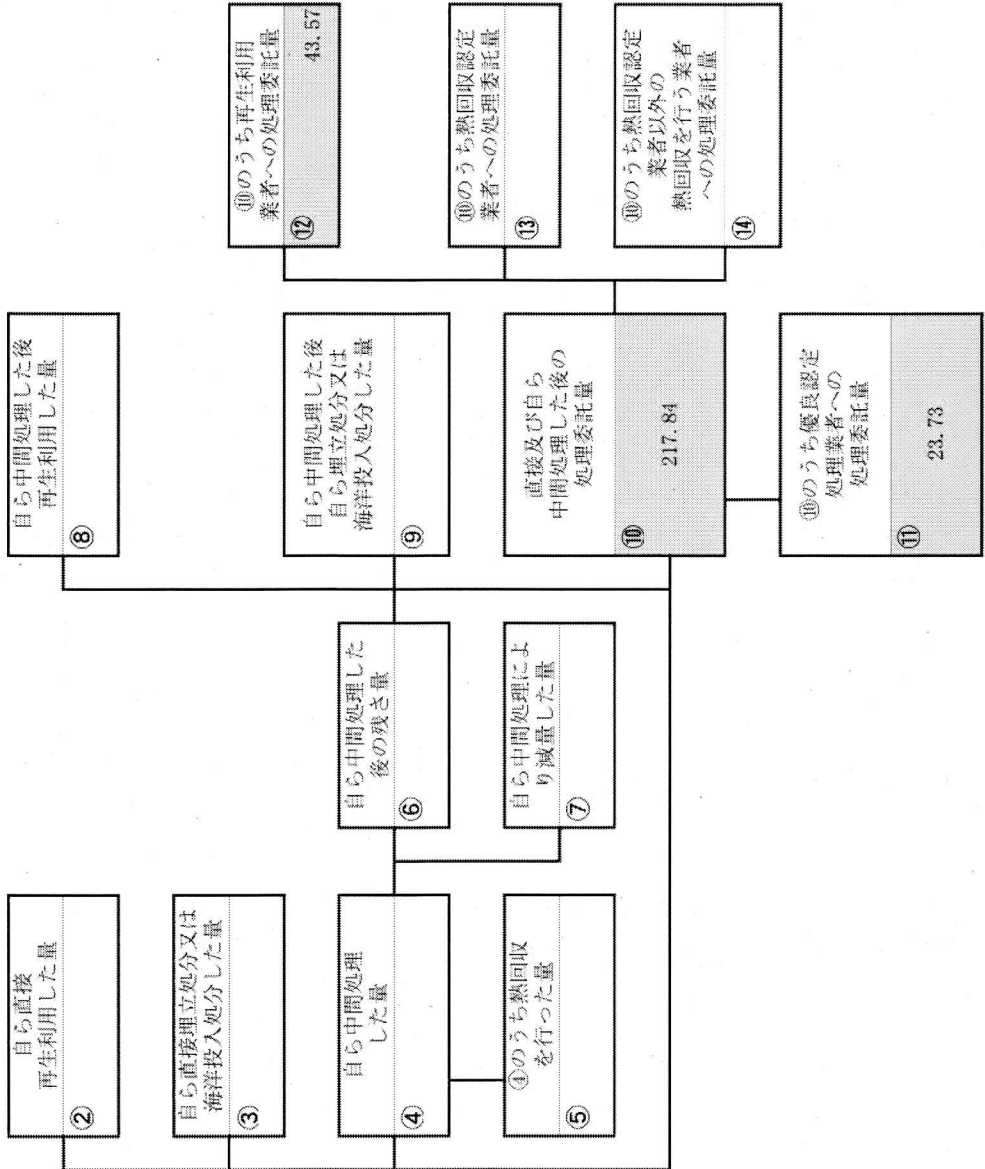 自ら直接
再生利用した量
②
自ら直接埋立処分又は
海洋投入処分した量
③
自ら中間処理
した量
④
④のうち熱回収
を行った量
⑤
自ら中間処理した
後の残さ量
⑥
自ら中間処理によ
り減量した量
⑦
自ら中間処理した後
再生利用した量
⑧
自ら中間処理した後
自ら埋立処分又は
海洋投入処分した量
⑨
直接及び自ら
中間処理した後の
処理委託量
⑩
217.84
⑩のうち優良認定
処理業者への
処理委託量
⑪
23.73
⑩のうち再生利用
業者への処理委託量
⑫
43.57
⑩のうち熱回収認定
業者への処理委託量
⑬
⑩のうち熱回収認定
業者以外の
熱回収を行う業者
への処理委託量
⑭